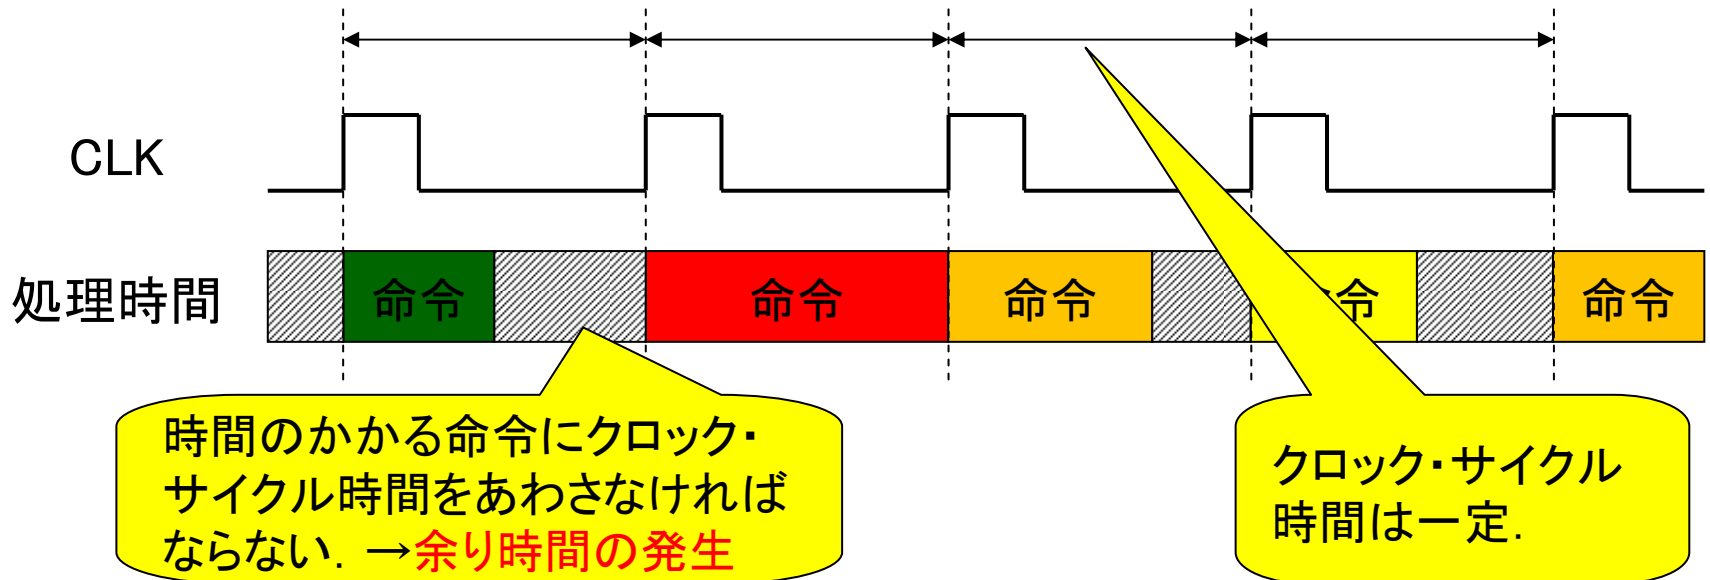 CLK
処理時間
命令
命令
命令
命令
命令
時間のかかる命令にクロック・
サイクル時間をあわさなければ
ならない．→余り時間の発生
クロック・サイクル
時間は一定．